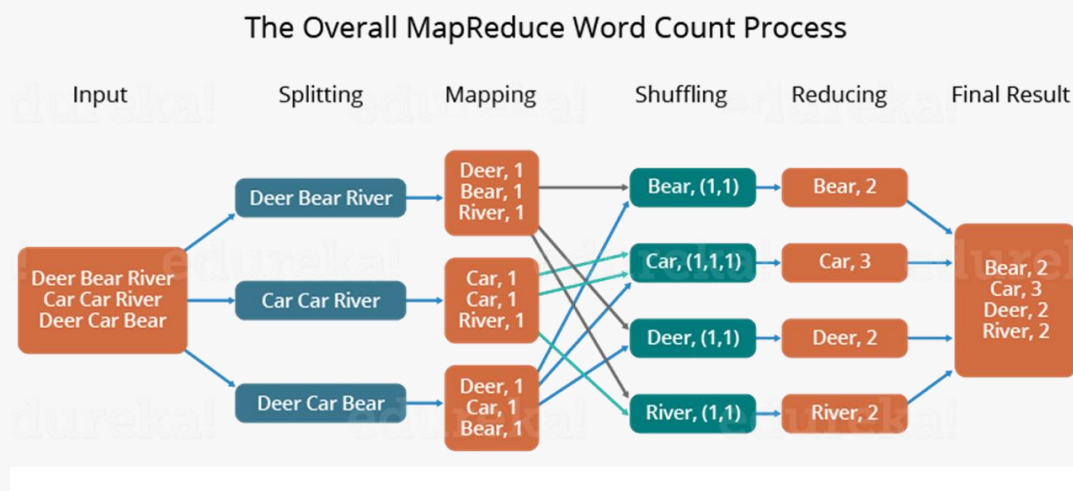 The Overall MapReduce Word Count Process
Input
Splitting
Mapping
Shuffling
Reducing
Final Result
Deer Bear River
Car Car River
Deer Car Bear
Deer Bear River
Car Car River
Deer Car Bear
Deer, 1
Bear, 1
River, 1
Car, 1
Car, 1
River, 1
Deer, 1
Car, 1
Bear, 1
Bear, (1,1)
Car, (1,1,1)
Deer, (1,1)
River, (1,1)
Bear, 2
Car, 3
Deer, 2
River, 2
Bear, 2
Car, 3
Deer, 2
River, 2